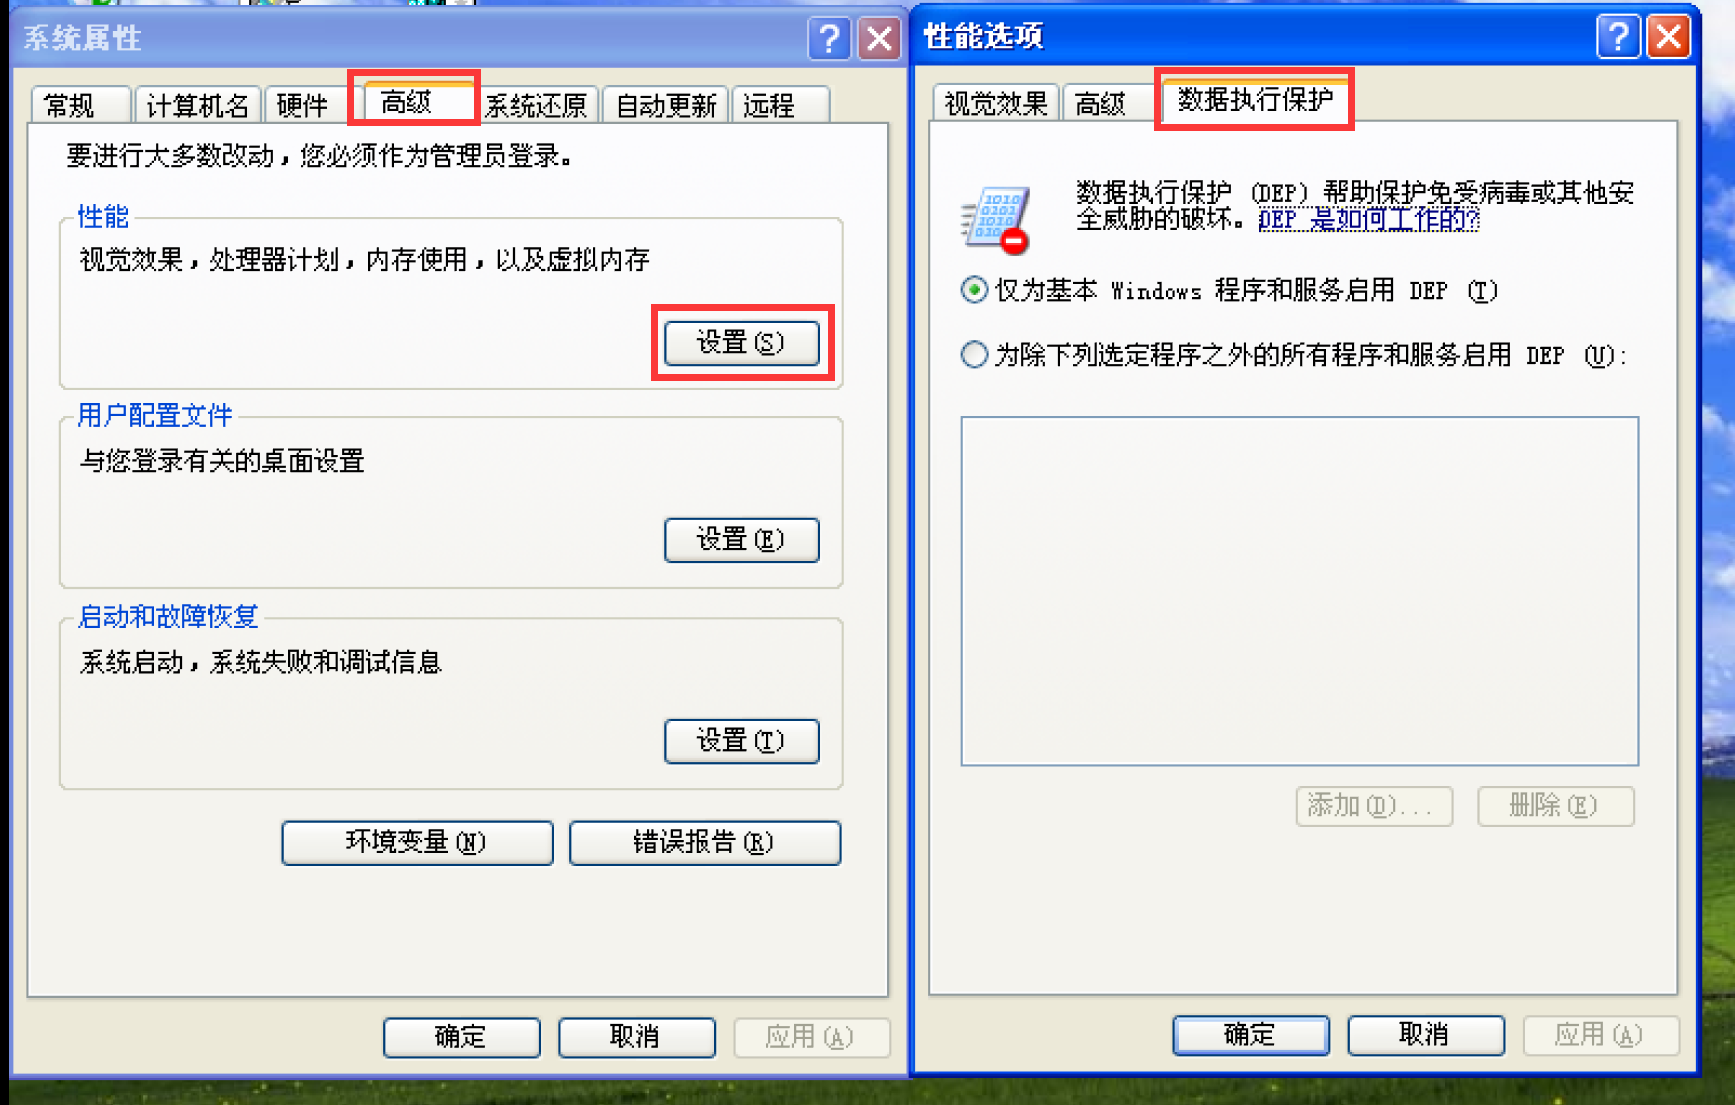 系统属性
常规 计算机名 硬件 高级 系统还原 自动更新 远程
要进行大多数改动，您必须作为管理员登录。
性能
视觉效果，处理器计划，内存使用，以及虚拟内存
设置(S)
用户配置文件
与您登录有关的桌面设置
设置(E)
启动和故障恢复
系统启动，系统失败和调试信息
设置(T)
环境变量(N) 错误报告(R)
确定 取消 应用(A)
性能选项
视觉效果 高级 数据执行保护
数据执行保护 (DEP) 帮助保护免受病毒或其他安
全威胁的破坏。DEP 是如何工作的?
仅为基本 Windows 程序和服务启用 DEP (T)
为除下列选定程序之外的所有程序和服务启用 DEP (U):
添加(D)... 删除(E)
确定 取消 应用(A)